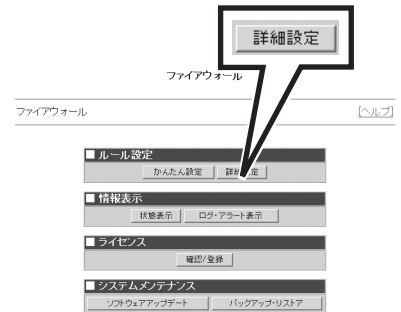 詳細設定
ファイアウォール
ファイアウォール [ヘルプ]
■ ルール設定
かんたん設定 詳細設定
■ 情報表示
状態表示 ログ・アラート表示
■ ライセンス
確認/登録
■ システムメンテナンス
ソフトウェアアップデート バックアップ・リストア